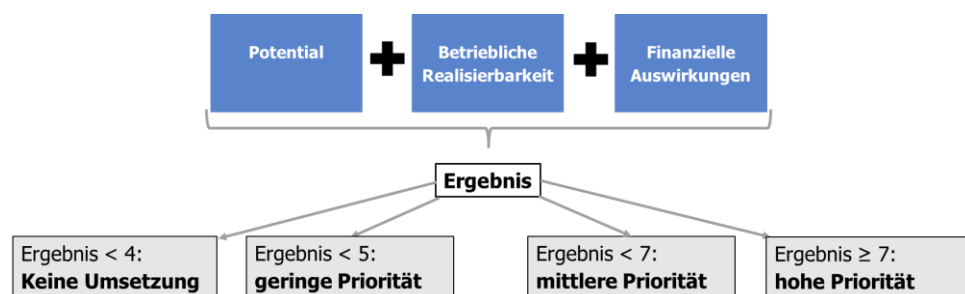 Potential
Betriebliche
Realisierbarkeit
Finanzielle
Auswirkungen
Ergebnis
Ergebnis < 4:
Keine Umsetzung
Ergebnis < 5:
geringe Priorität
Ergebnis < 7:
mittlere Priorität
Ergebnis ≥ 7:
hohe Priorität